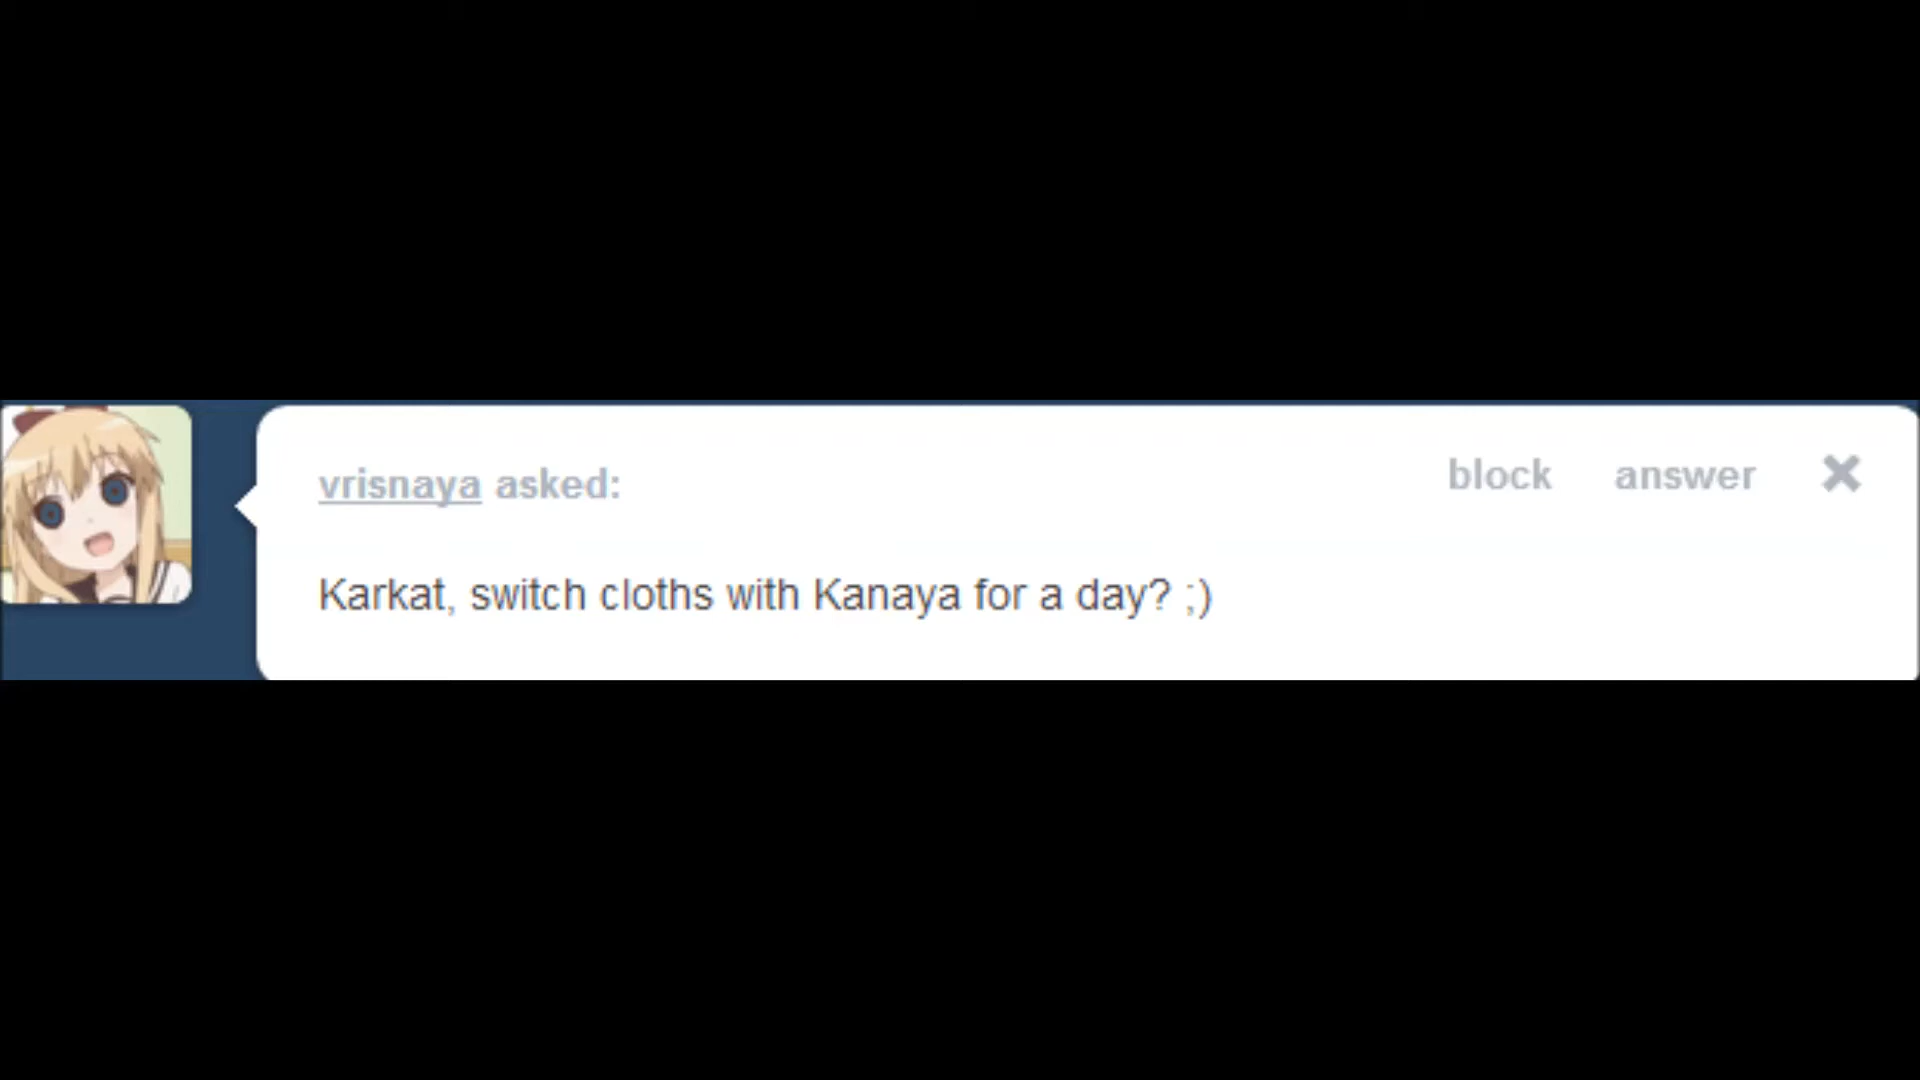 vrisnaya asked:
block answer
Karkat, switch cloths with Kanaya for a day? ;)